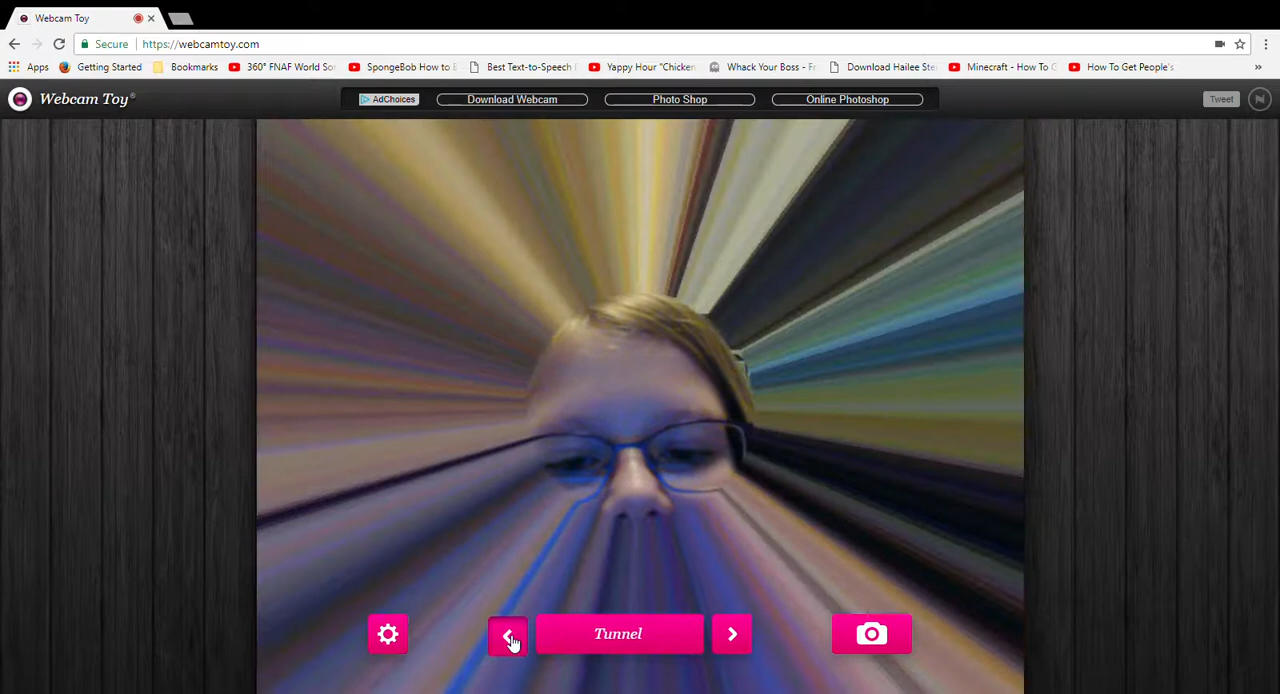 Webcam Toy
Secure https://webcamtoy.com
Apps Getting Started Bookmarks 360° FNAF World Son SpongeBob How to B Best Text-to-Speech F Yappy Hour "Chicken Whack Your Boss - Fr Download Hailee Ste Minecraft - How To G How To Get People's »
Webcam Toy® AdChoices Download Webcam Photo Shop Online Photoshop Tweet
Tunnel